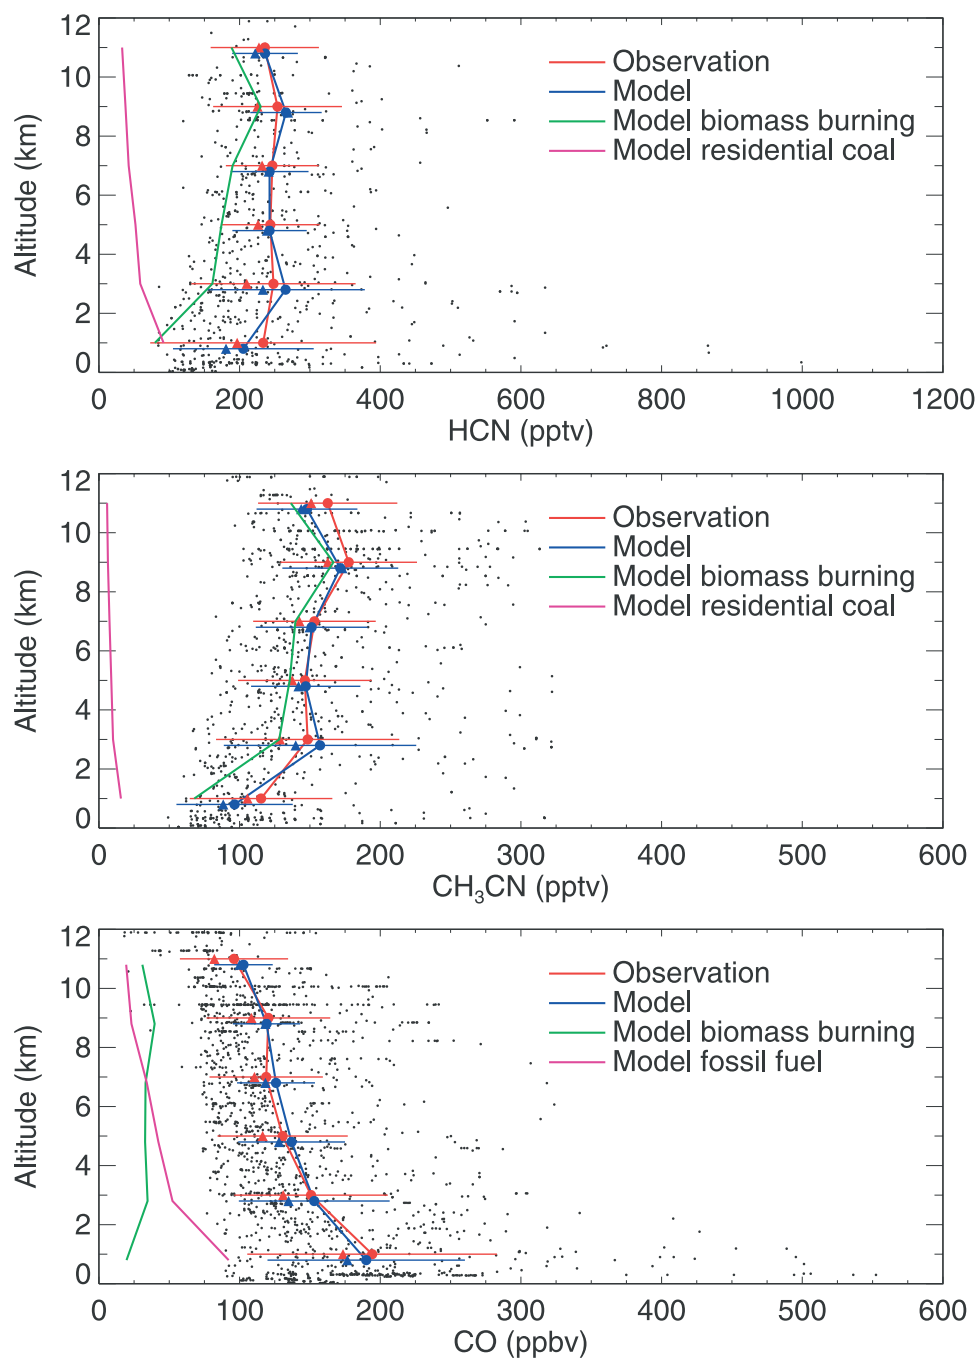 12
10
8
6
4
2
0
Altitude (km)
Observation
Model
Model biomass burning
Model residential coal
0 200 400 600 800 1000 1200
HCN (pptv)
12
10
8
6
4
2
0
Altitude (km)
Observation
Model
Model biomass burning
Model residential coal
0 100 200 300 400 500 600
CH₃CN (pptv)
12
10
8
6
4
2
0
Altitude (km)
Observation
Model
Model biomass burning
Model fossil fuel
0 100 200 300 400 500 600
CO (ppbv)